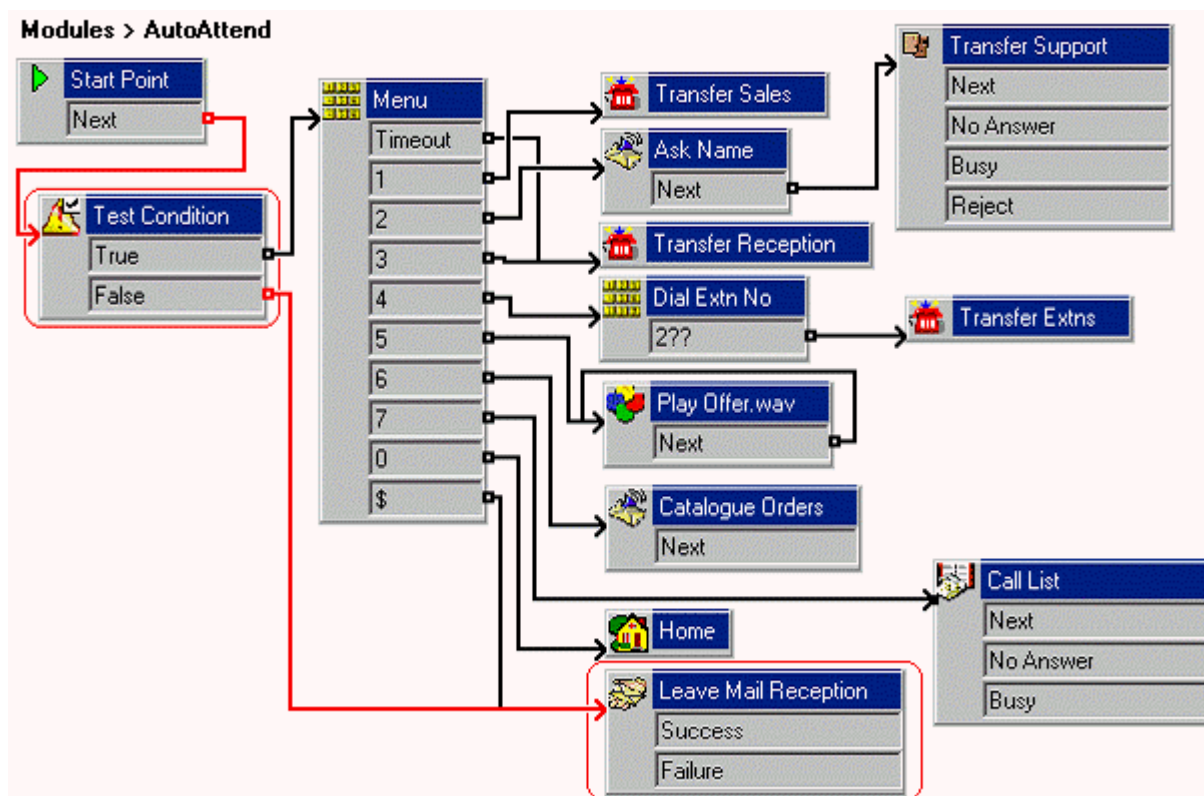 Modules > AutoAttend
Start Point
Next
Test Condition
True
False
Menu
Timeout
1
2
3
4
5
6
7
0
$
Transfer Sales
Ask Name
Next
Transfer Reception
Dial Extn No
2??
Play Offer.wav
Next
Catalogue Orders
Next
Home
Leave Mail Reception
Success
Failure
Transfer Support
Next
No Answer
Busy
Reject
Transfer Extns
Call List
Next
No Answer
Busy